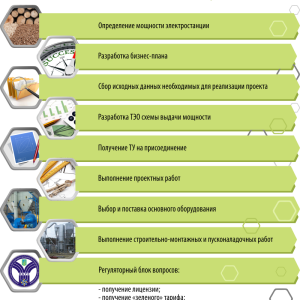 Определение мощности электростанции
SUCCESS
Разработка бизнес-плана
Сбор исходных данных необходимых для реализации проекта
Разработка ТЭО схемы выдачи мощности
Получение ТУ на присоединение
Выполнение проектных работ
Выбор и поставка основного оборудования
Выполнение строительно-монтажных и пусконаладочных работ
Регуляторный блок вопросов:
- получение лицензии;
- получение «зеленого» тарифа;